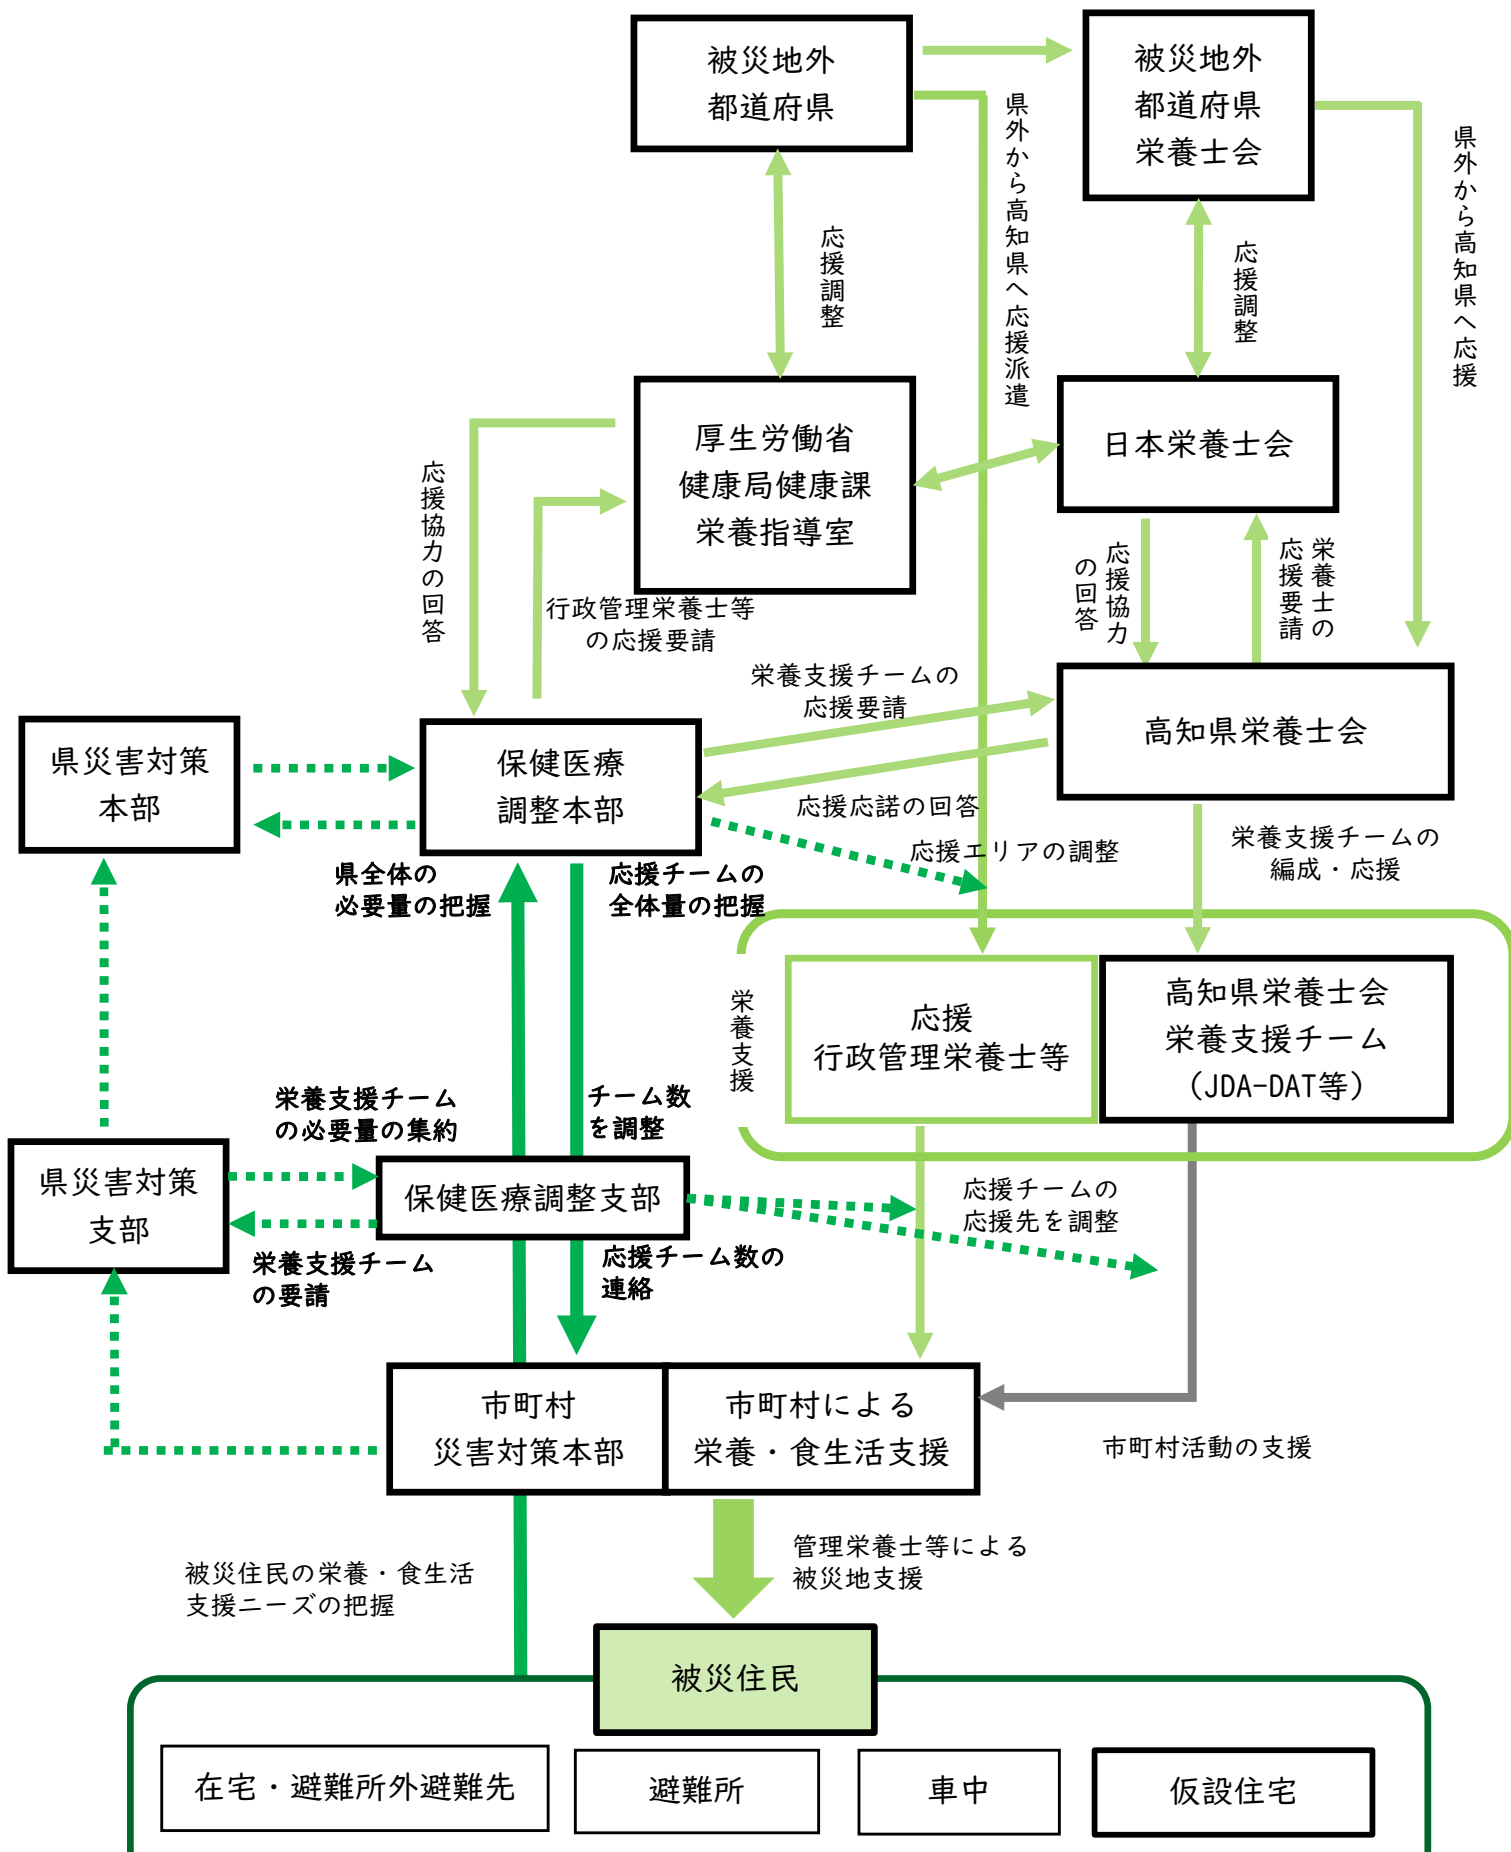 被災地外
都道府県
被災地外
都道府県
栄養士会
県外から高知県へ応援派遣
県外から高知県へ応援
応援調整
応援調整
厚生労働省
健康局健康課
栄養指導室
日本栄養士会
応援協力の回答
行政管理栄養士等
の応援要請
応援協力
の回答
栄養士の
応援要請
栄養支援チームの
応援要請
高知県栄養士会
県災害対策
本部
保健医療
調整本部
応援応諾の回答
応援エリアの調整
栄養支援チームの
編成・応援
県全体の
必要量の把握
応援チームの
全体量の把握
栄養支援
応援
行政管理栄養士等
高知県栄養士会
栄養支援チーム
(JDA-DAT等)
栄養支援チーム
の必要量の集約
チーム数
を調整
県災害対策
支部
保健医療調整支部
応援チームの
応援先を調整
栄養支援チーム
の要請
応援チーム数の
連絡
市町村
災害対策本部
市町村による
栄養・食生活支援
市町村活動の支援
被災住民の栄養・食生活
支援ニーズの把握
管理栄養士等による
被災地支援
被災住民
在宅・避難所外避難先
避難所
車中
仮設住宅